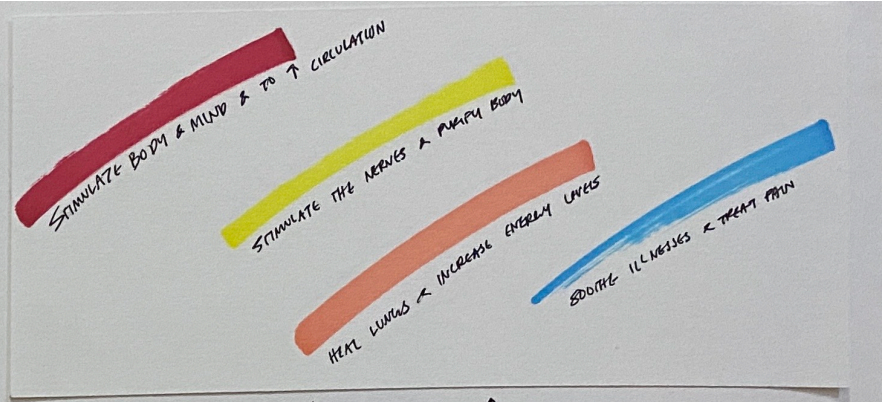 STIMULATE BODY & MIND & TO ↑ CIRCULATION
STIMULATE THE NERVES & PURIFY BODY
HEAL LUNGS & INCREASE ENERGY LEVELS
SOOTHE ILLNESSES & TREAT PAIN